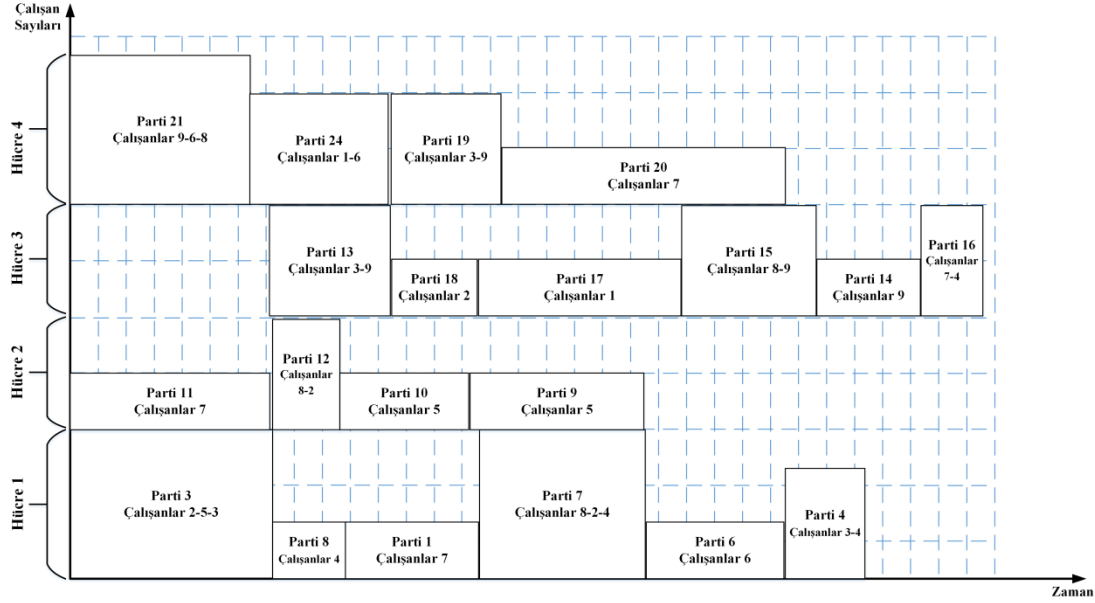 Çalışan
Sayıları
Hücre 4
Parti 21
Çalışanlar 9-6-8
Parti 24
Çalışanlar 1-6
Parti 19
Çalışanlar 3-9
Parti 20
Çalışanlar 7
Hücre 3
Parti 13
Çalışanlar 3-9
Parti 18
Çalışanlar 2
Parti 17
Çalışanlar 1
Parti 15
Çalışanlar 8-9
Parti 14
Çalışanlar 9
Parti 16
Çalışanlar
7-4
Hücre 2
Parti 11
Çalışanlar 7
Parti 12
Çalışanlar
8-2
Parti 10
Çalışanlar 5
Parti 9
Çalışanlar 5
Hücre 1
Parti 3
Çalışanlar 2-5-3
Parti 8
Çalışanlar 4
Parti 1
Çalışanlar 7
Parti 7
Çalışanlar 8-2-4
Parti 6
Çalışanlar 6
Parti 4
Çalışanlar 3-4
Zaman